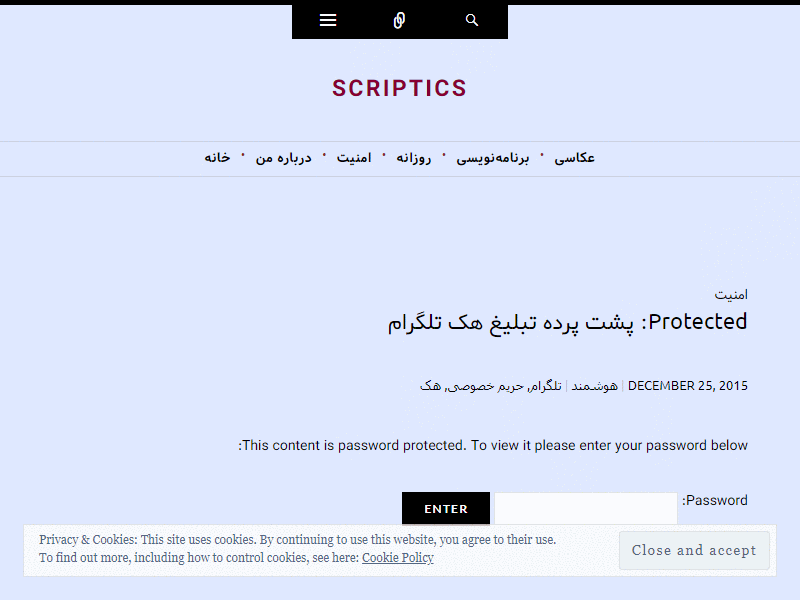 SCRIPTICS
خانه • درباره من • امنیت • روزانه • برنامه‌نویسی • عکاسی
امنیت
Protected: پشت پرده تبلیغ هک تلگرام
DECEMBER 25, 2015 | هوشمند | تلگرام, حریم خصوصی, هک
This content is password protected. To view it please enter your password below:
Password: ENTER
Privacy & Cookies: This site uses cookies. By continuing to use this website, you agree to their use.
To find out more, including how to control cookies, see here: Cookie Policy
Close and accept